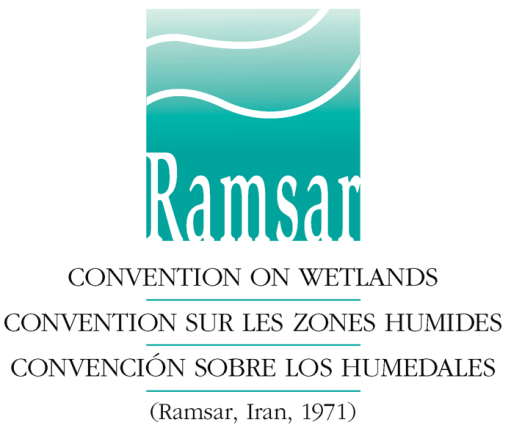 Ramsar
CONVENTION ON WETLANDS
CONVENTION SUR LES ZONES HUMIDES
CONVENCIÓN SOBRE LOS HUMEDALES
(Ramsar, Iran, 1971)